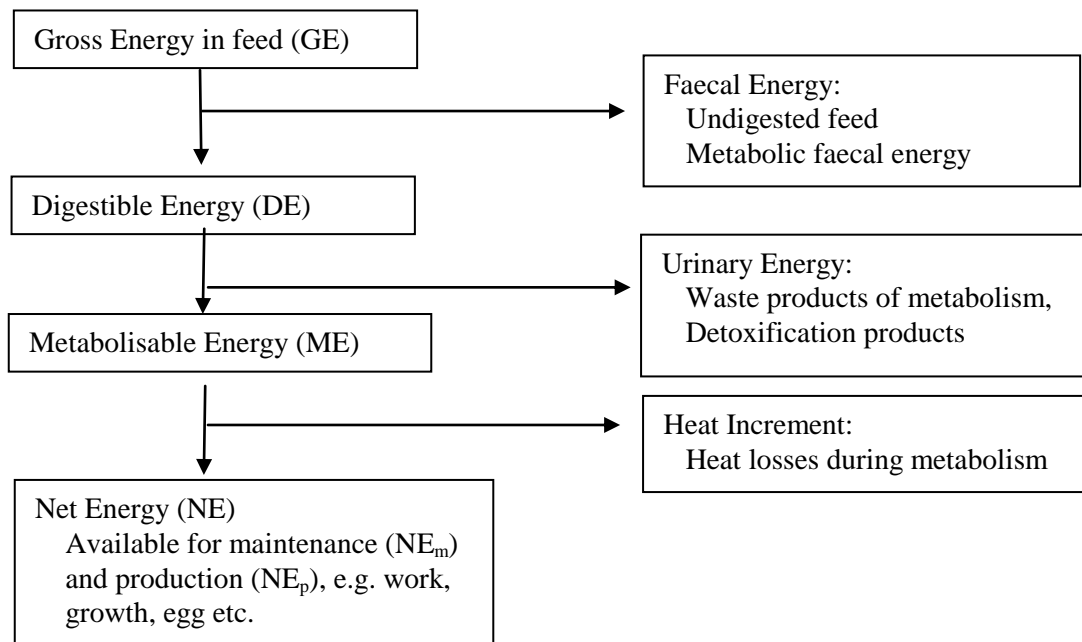 Gross Energy in feed (GE)
Faecal Energy:
Undigested feed
Metabolic faecal energy
Digestible Energy (DE)
Urinary Energy:
Waste products of metabolism,
Detoxification products
Metabolisable Energy (ME)
Heat Increment:
Heat losses during metabolism
Net Energy (NE)
Available for maintenance (NEm)
and production (NEp), e.g. work,
growth, egg etc.